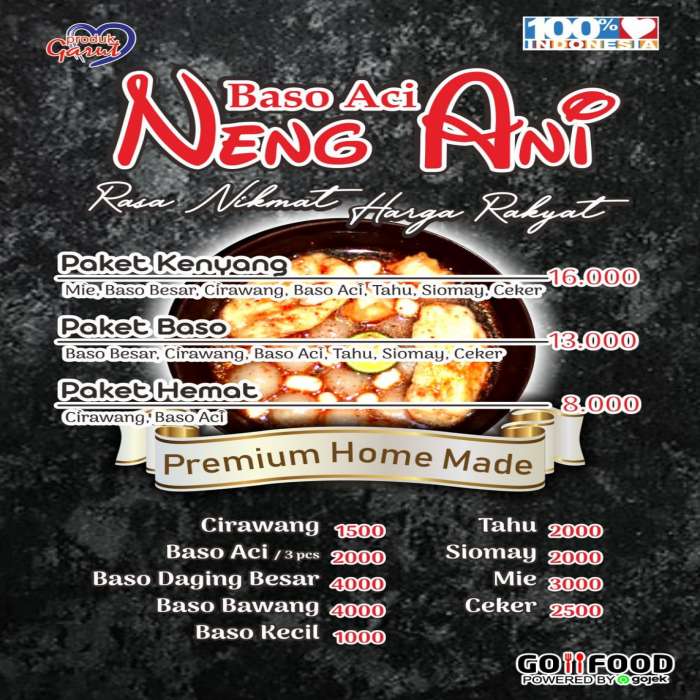 produk
Garut
100%
INDONESIA
Baso Aci
NENG ANI
Rasa Nikmat Harga Rakyat
Paket Kenyang 16.000
Mie, Baso Besar, Cirawang, Baso Aci, Tahu, Siomay, Ceker
Paket Baso 13.000
Baso Besar, Cirawang, Baso Aci, Tahu, Siomay, Ceker
Paket Hemat 8.000
Cirawang, Baso Aci
Premium Home Made
Cirawang 1500
Baso Aci / 3 pcs 2000
Baso Daging Besar 4000
Baso Bawang 4000
Baso Kecil 1000
Tahu 2000
Siomay 2000
Mie 3000
Ceker 2500
GO FOOD
POWERED BY gojek